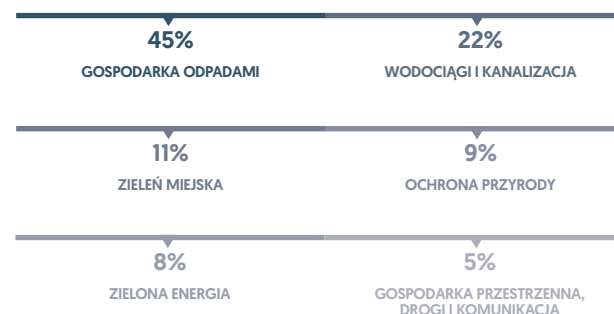 45%
GOSPODARKA ODPADAMI
22%
WODOCIĄGI I KANALIZACJA
11%
ZIELEŃ MIEJSKA
9%
OCHRONA PRZYRODY
8%
ZIELONA ENERGIA
5%
GOSPODARKA PRZESTRZENNA,
DROGI I KOMUNIKACJA